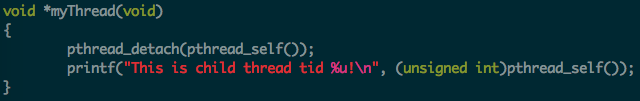 void *myThread(void)
{
        pthread_detach(pthread_self());
        printf("This is child thread tid %u!\n", (unsigned int)pthread_self());
}